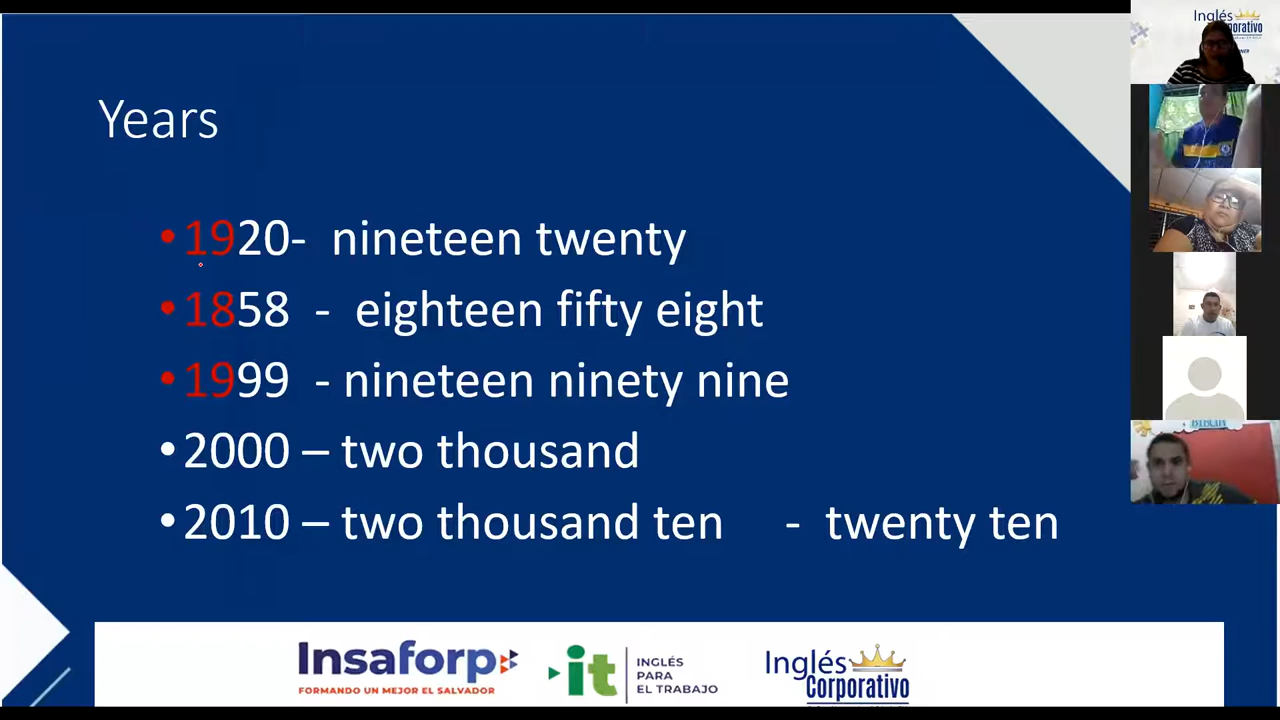 Years
•1920- nineteen twenty
•1858 - eighteen fifty eight
•1999 - nineteen ninety nine
•2000 – two thousand
•2010 – two thousand ten - twenty ten
Insaforp
FORMANDO UN MEJOR EL SALVADOR
it
INGLÉS
PARA
EL TRABAJO
Inglés
Corporativo
Inglés